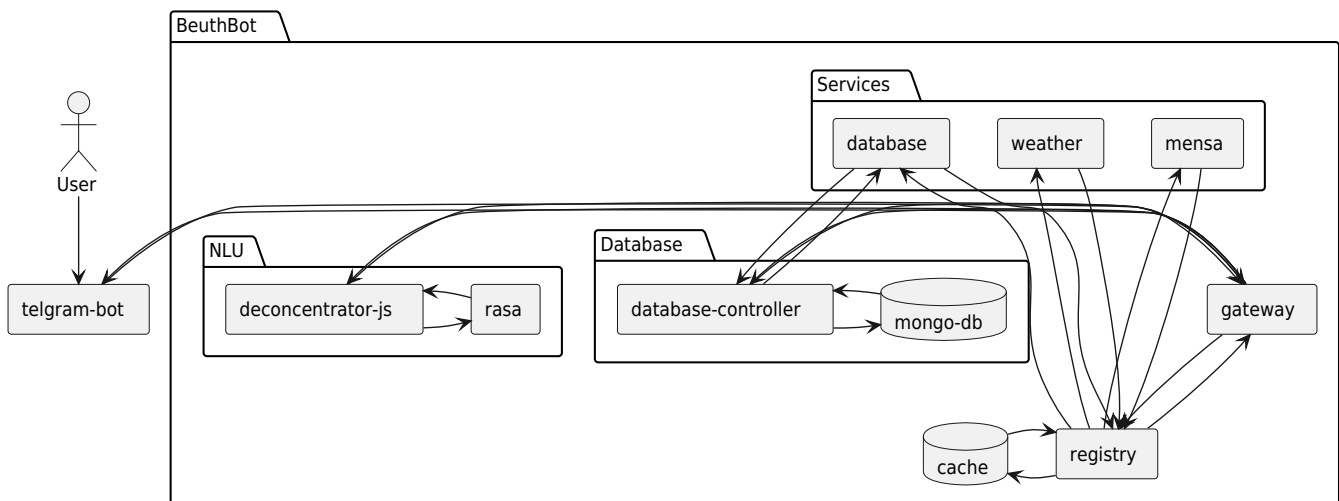 BeuthBot
Services
database
weather
mensa
User
NLU
Database
telgram-bot
deconcentrator-js
rasa
database-controller
mongo-db
gateway
cache
registry